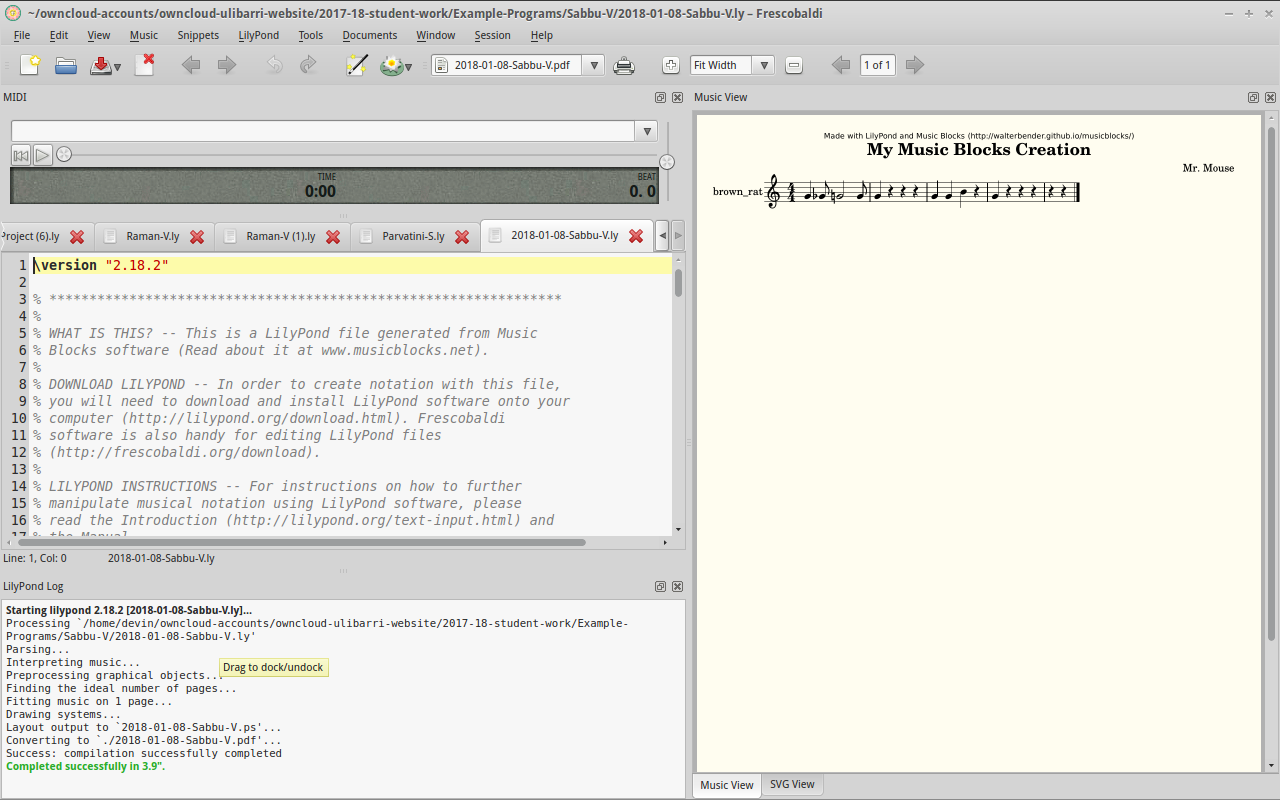 ~/owncloud-accounts/owncloud-ulibarri-website/2017-18-student-work/Example-Programs/Sabbu-V/2018-01-08-Sabbu-V.ly – Frescobaldi
File Edit View Music Snippets LilyPond Tools Documents Window Session Help
2018-01-08-Sabbu-V.pdf Fit Width 1 of 1
MIDI
TIME BEAT
0:00 0. 0
Project (6).ly Raman-V.ly Raman-V (1).ly Parvatini-S.ly 2018-01-08-Sabbu-V.ly
1 \version "2.18.2"
2
3 % ****************************************************************
4 %
5 % WHAT IS THIS? -- This is a LilyPond file generated from Music
6 % Blocks software (Read about it at www.musicblocks.net).
7 %
8 % DOWNLOAD LILYPOND -- In order to create notation with this file,
9 % you will need to download and install LilyPond software onto your
10 % computer (http://lilypond.org/download.html). Frescobaldi
11 % software is also handy for editing LilyPond files
12 % (http://frescobaldi.org/download).
13 %
14 % LILYPOND INSTRUCTIONS -- For instructions on how to further
15 % manipulate musical notation using LilyPond software, please
16 % read the Introduction (http://lilypond.org/text-input.html) and
17 % the Manual
Line: 1, Col: 0 2018-01-08-Sabbu-V.ly
LilyPond Log
Starting lilypond 2.18.2 [2018-01-08-Sabbu-V.ly]...
Processing `/home/devin/owncloud-accounts/owncloud-ulibarri-website/2017-18-student-work/Example-
Programs/Sabbu-V/2018-01-08-Sabbu-V.ly'
Parsing...
Interpreting music...
Preprocessing graphical objects...
Drag to dock/undock
Finding the ideal number of pages...
Fitting music on 1 page...
Drawing systems...
Layout output to `2018-01-08-Sabbu-V.ps'...
Converting to `./2018-01-08-Sabbu-V.pdf'...
Success: compilation successfully completed
Completed successfully in 3.9".
Music View
Made with LilyPond and Music Blocks (http://walterbender.github.io/musicblocks/)
My Music Blocks Creation
Mr. Mouse
brown_rat
Music View SVG View